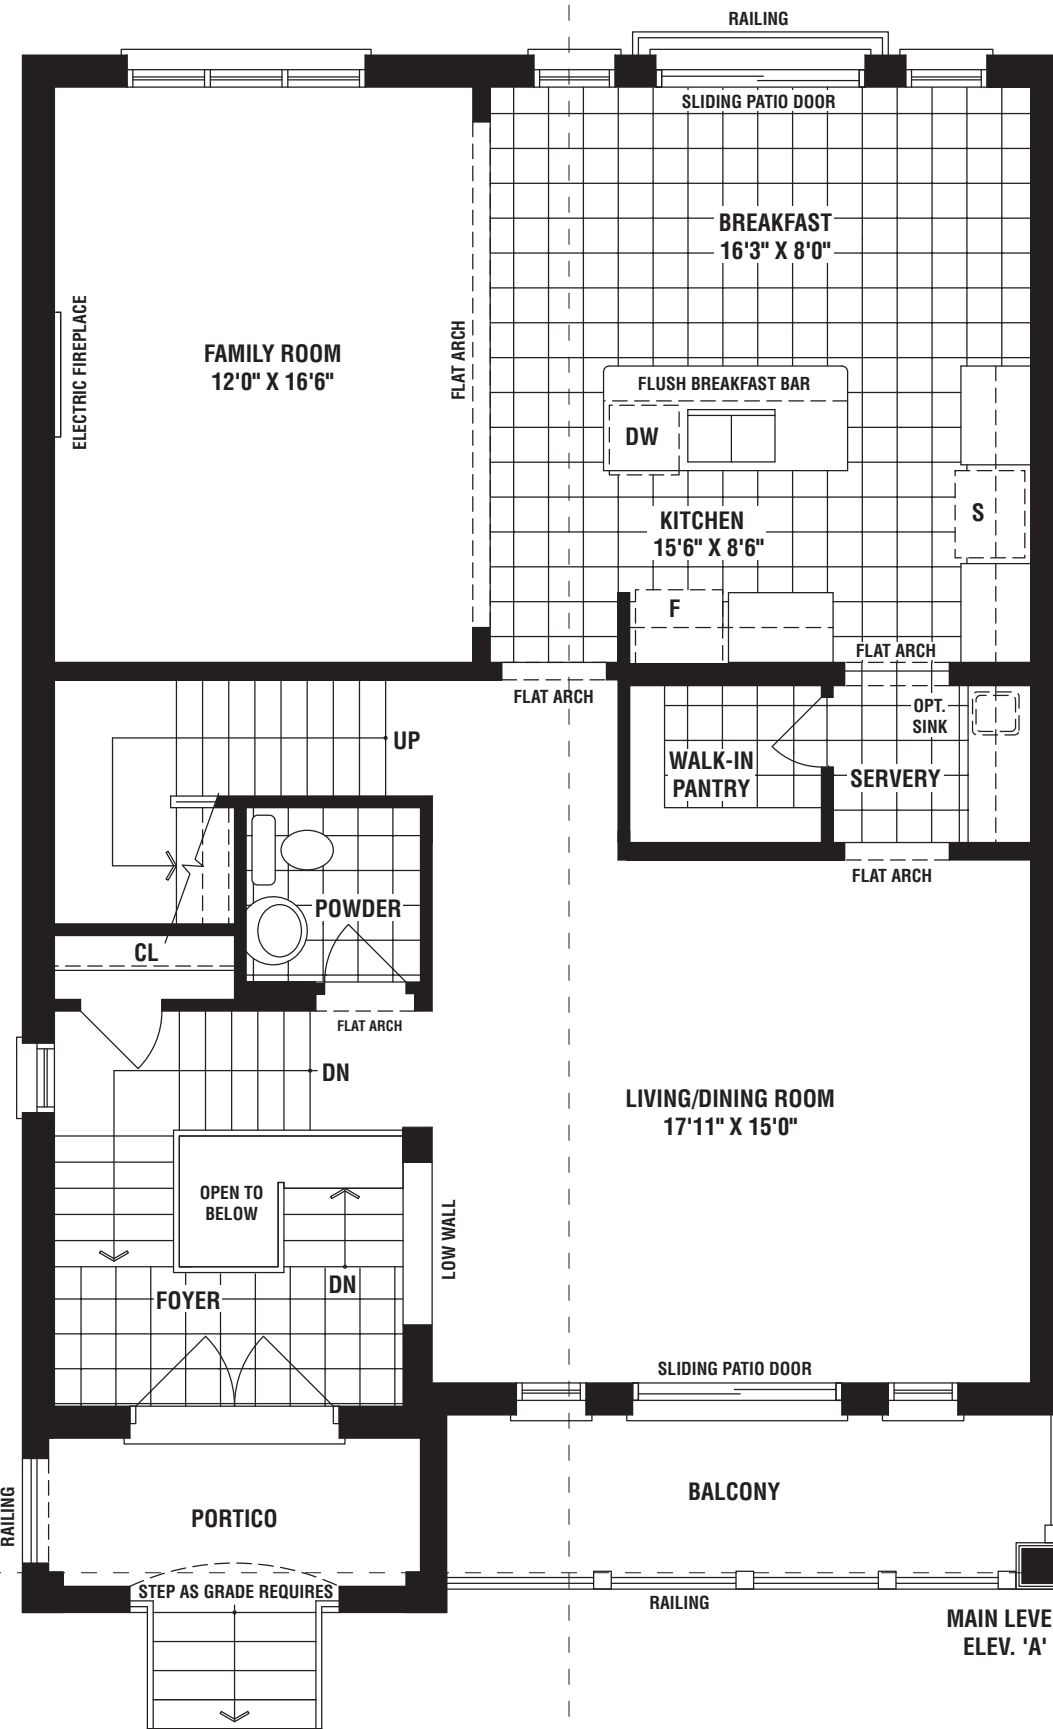 RAILING
SLIDING PATIO DOOR
BREAKFAST
16'3" X 8'0"
ELECTRIC FIREPLACE
FAMILY ROOM
12'0" X 16'6"
FLAT ARCH
FLUSH BREAKFAST BAR
DW
S
KITCHEN
15'6" X 8'6"
F
FLAT ARCH
FLAT ARCH
OPT.
SINK
UP
WALK-IN
PANTRY
SERVERY
FLAT ARCH
POWDER
CL
FLAT ARCH
DN
LIVING/DINING ROOM
17'11" X 15'0"
OPEN TO
BELOW
LOW WALL
DN
FOYER
SLIDING PATIO DOOR
BALCONY
RAILING
PORTICO
STEP AS GRADE REQUIRES
RAILING
MAIN LEVE
ELEV. 'A'